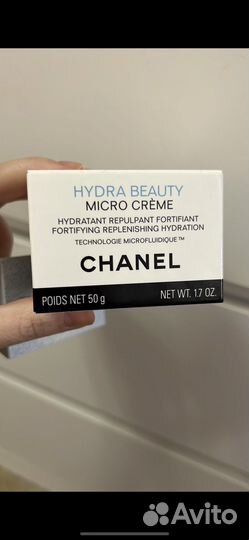 HYDRA BEAUTY
MICRO CRÈME
HYDRATANT REPULPANT FORTIFIANT
FORTIFYING REPLENISHING HYDRATION
TECHNOLOGIE MICROFLUIDIQUE™
CHANEL
POIDS NET 50 g NET WT. 1.7 OZ.
Avito